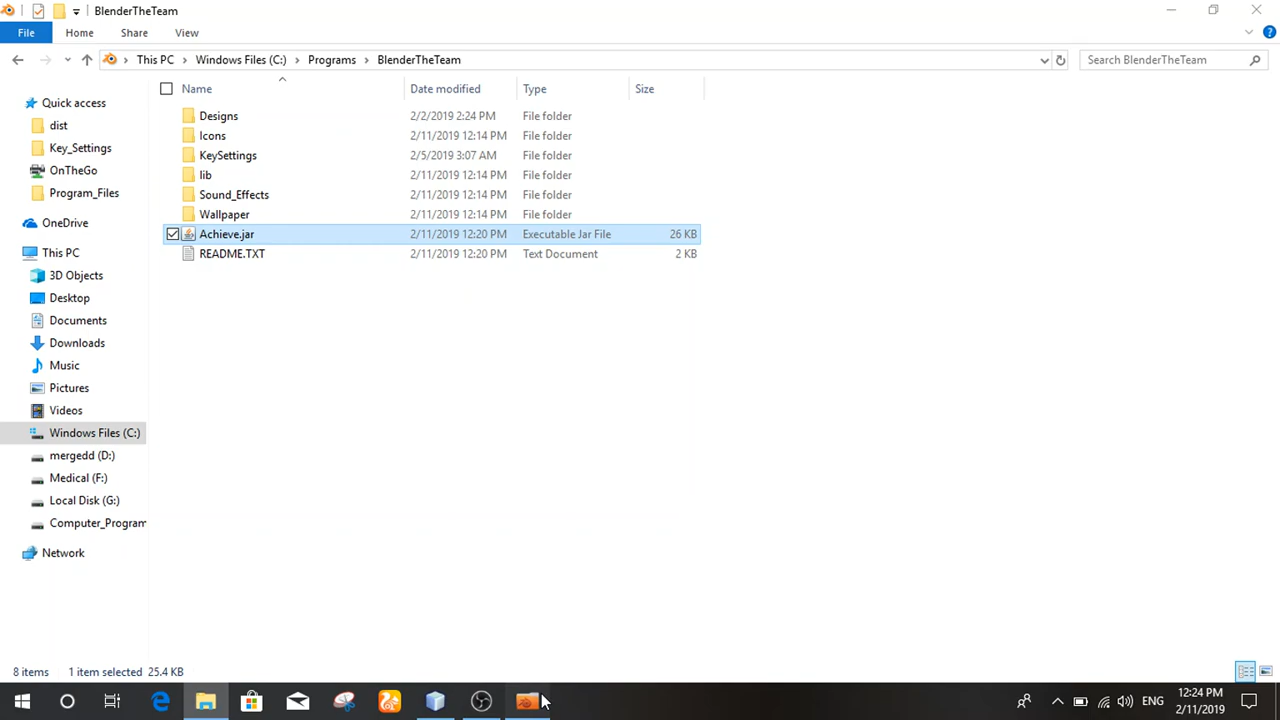 BlenderTheTeam
File Home Share View
This PC Windows Files (C:) Programs BlenderTheTeam Search BlenderTheTeam
Name Date modified Type Size
Quick access
dist
Key_Settings
OnTheGo
Program_Files
OneDrive
This PC
3D Objects
Desktop
Documents
Downloads
Music
Pictures
Videos
Windows Files (C:)
mergedd (D:)
Medical (F:)
Local Disk (G:)
Computer_Program
Network
Designs 2/2/2019 2:24 PM File folder
Icons 2/11/2019 12:14 PM File folder
KeySettings 2/5/2019 3:07 AM File folder
lib 2/11/2019 12:14 PM File folder
Sound_Effects 2/11/2019 12:14 PM File folder
Wallpaper 2/11/2019 12:14 PM File folder
Achieve.jar 2/11/2019 12:20 PM Executable Jar File 26 KB
README.TXT 2/11/2019 12:20 PM Text Document 2 KB
8 items 1 item selected 25.4 KB
ENG 12:24 PM
2/11/2019